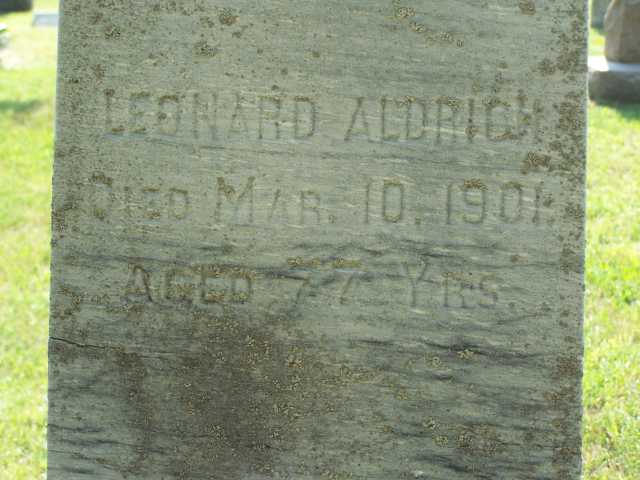 LEONARD ALDRICH
DIED MAR. 10, 1901.
AGED 77 YRS.